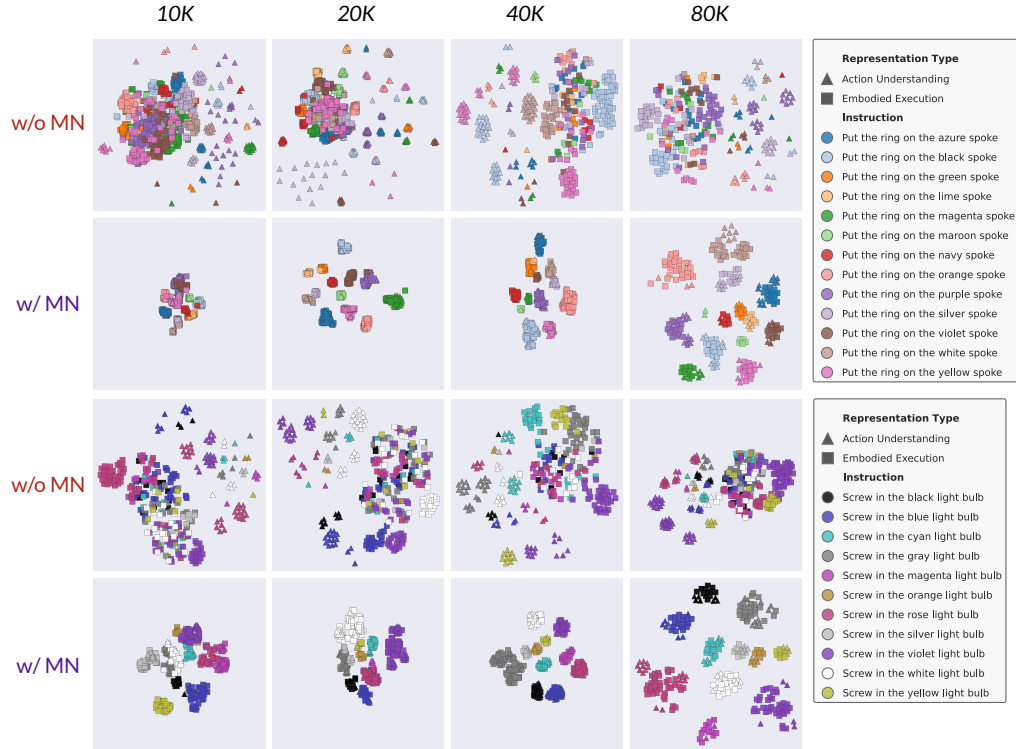 10K 20K 40K 80K
w/o MN
w/ MN
Representation Type
Action Understanding
Embodied Execution
Instruction
Put the ring on the azure spoke
Put the ring on the black spoke
Put the ring on the green spoke
Put the ring on the lime spoke
Put the ring on the magenta spoke
Put the ring on the maroon spoke
Put the ring on the navy spoke
Put the ring on the orange spoke
Put the ring on the purple spoke
Put the ring on the silver spoke
Put the ring on the violet spoke
Put the ring on the white spoke
Put the ring on the yellow spoke
w/o MN
w/ MN
Representation Type
Action Understanding
Embodied Execution
Instruction
Screw in the black light bulb
Screw in the blue light bulb
Screw in the cyan light bulb
Screw in the gray light bulb
Screw in the magenta light bulb
Screw in the orange light bulb
Screw in the rose light bulb
Screw in the silver light bulb
Screw in the violet light bulb
Screw in the white light bulb
Screw in the yellow light bulb